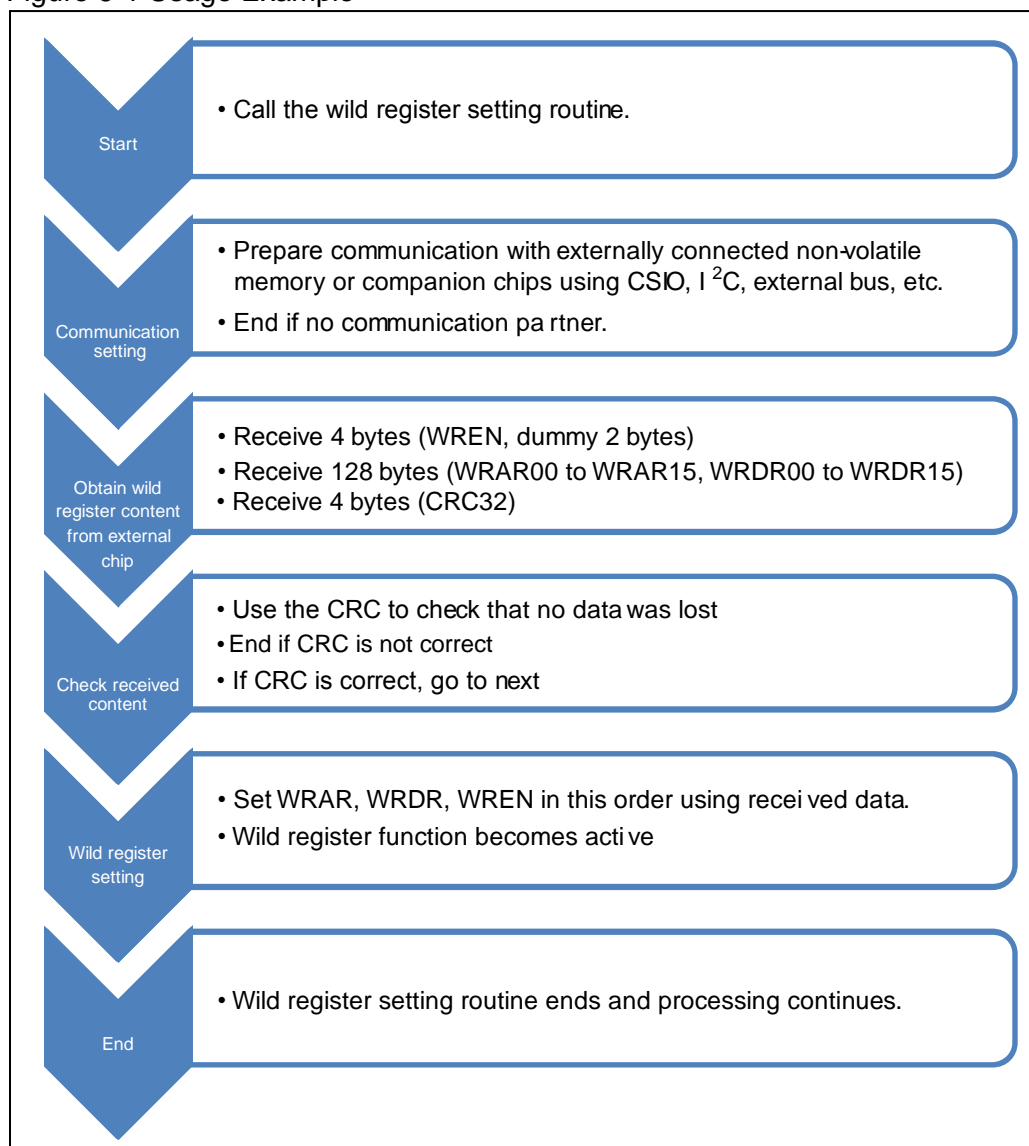 Start
• Call the wild register setting routine.
Communication
setting
• Prepare communication with externally connected non-volatile
memory or companion chips using CSIO, I 2C, external bus, etc.
• End if no communication pa rtner.
Obtain wild
register content
from external
chip
• Receive 4 bytes (WREN, dummy 2 bytes)
• Receive 128 bytes (WRAR00 to WRAR15, WRDR00 to WRDR15)
• Receive 4 bytes (CRC32)
Check received
content
• Use the CRC to check that no data was lost
• End if CRC is not correct
• If CRC is correct, go to next
Wild register
setting
• Set WRAR, WRDR, WREN in this order using recei ved data.
• Wild register function becomes acti ve
End
• Wild register setting routine ends and processing continues.